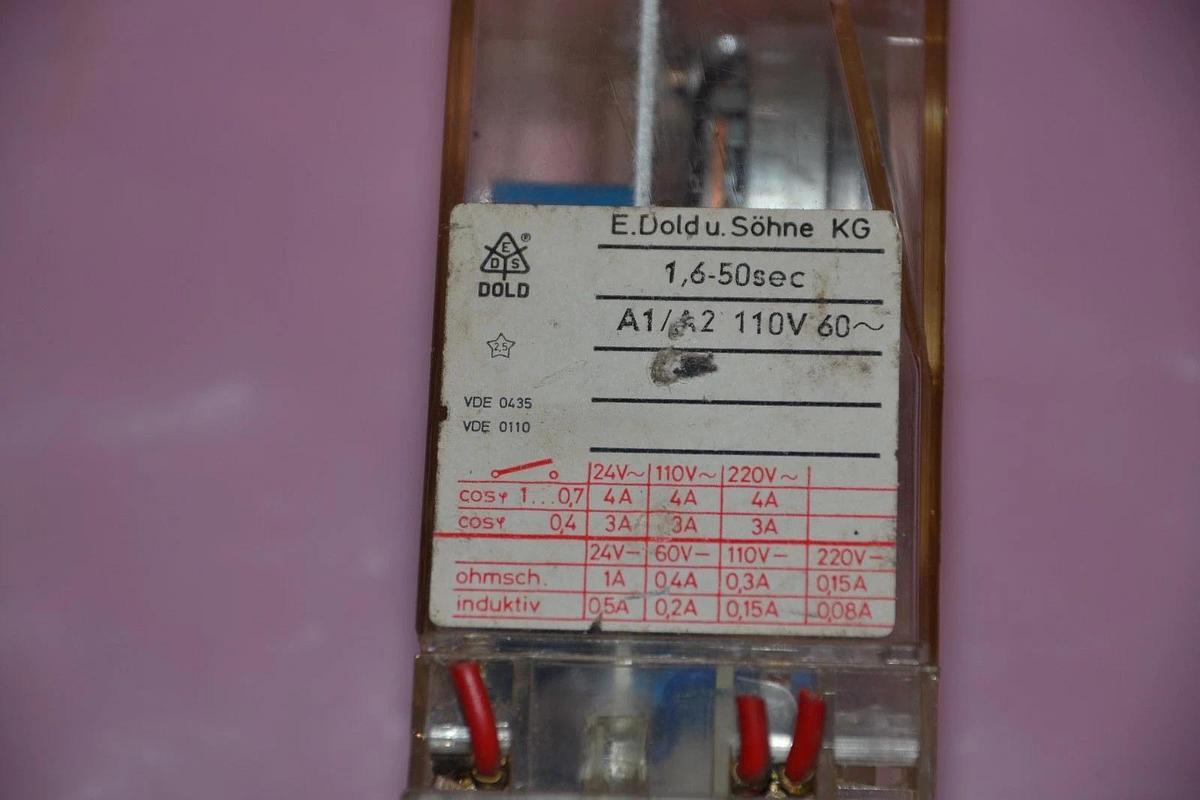 E.Dold u. Söhne KG
E
D S
®
DOLD
1,6-50sec
A1/A2 110V 60~
2,5
VDE 0435
VDE 0110
24V~ 110V~ 220V~
cosφ 1...0,7 4A 4A 4A
cosφ 0,4 3A 3A 3A
24V– 60V– 110V– 220V–
ohmsch. 1A 0,4A 0,3A 0,15A
induktiv 0,5A 0,2A 0,15A 0,08A